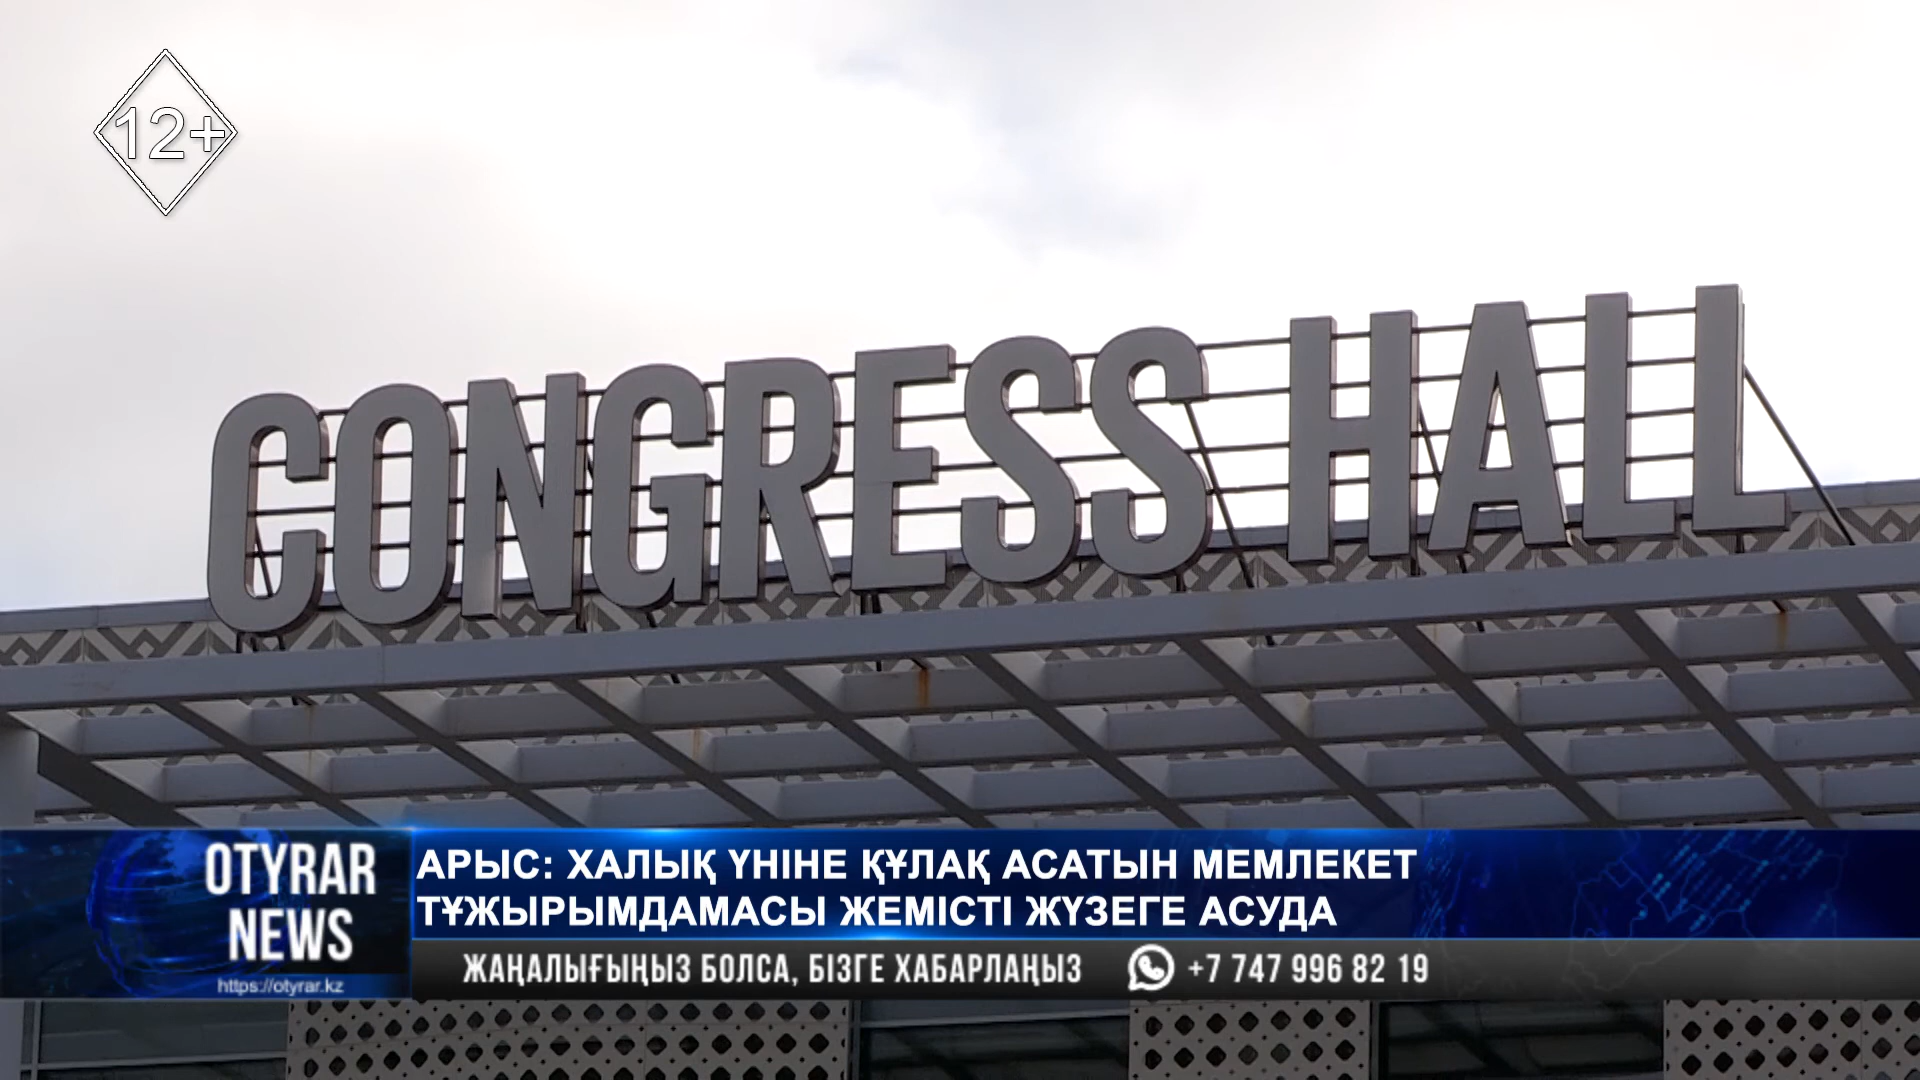 12+
CONGRESS HALL
OTYRAR
NEWS
https://otyrar.kz
АРЫС: ХАЛЫҚ ҮНІНЕ ҚҰЛАҚ АСАТЫН МЕМЛЕКЕТ
ТҰЖЫРЫМДАМАСЫ ЖЕМІСТІ ЖҮЗЕГЕ АСУДА
ЖАҢАЛЫҒЫҢЫЗ БОЛСА, БІЗГЕ ХАБАРЛАҢЫЗ +7 747 996 82 19